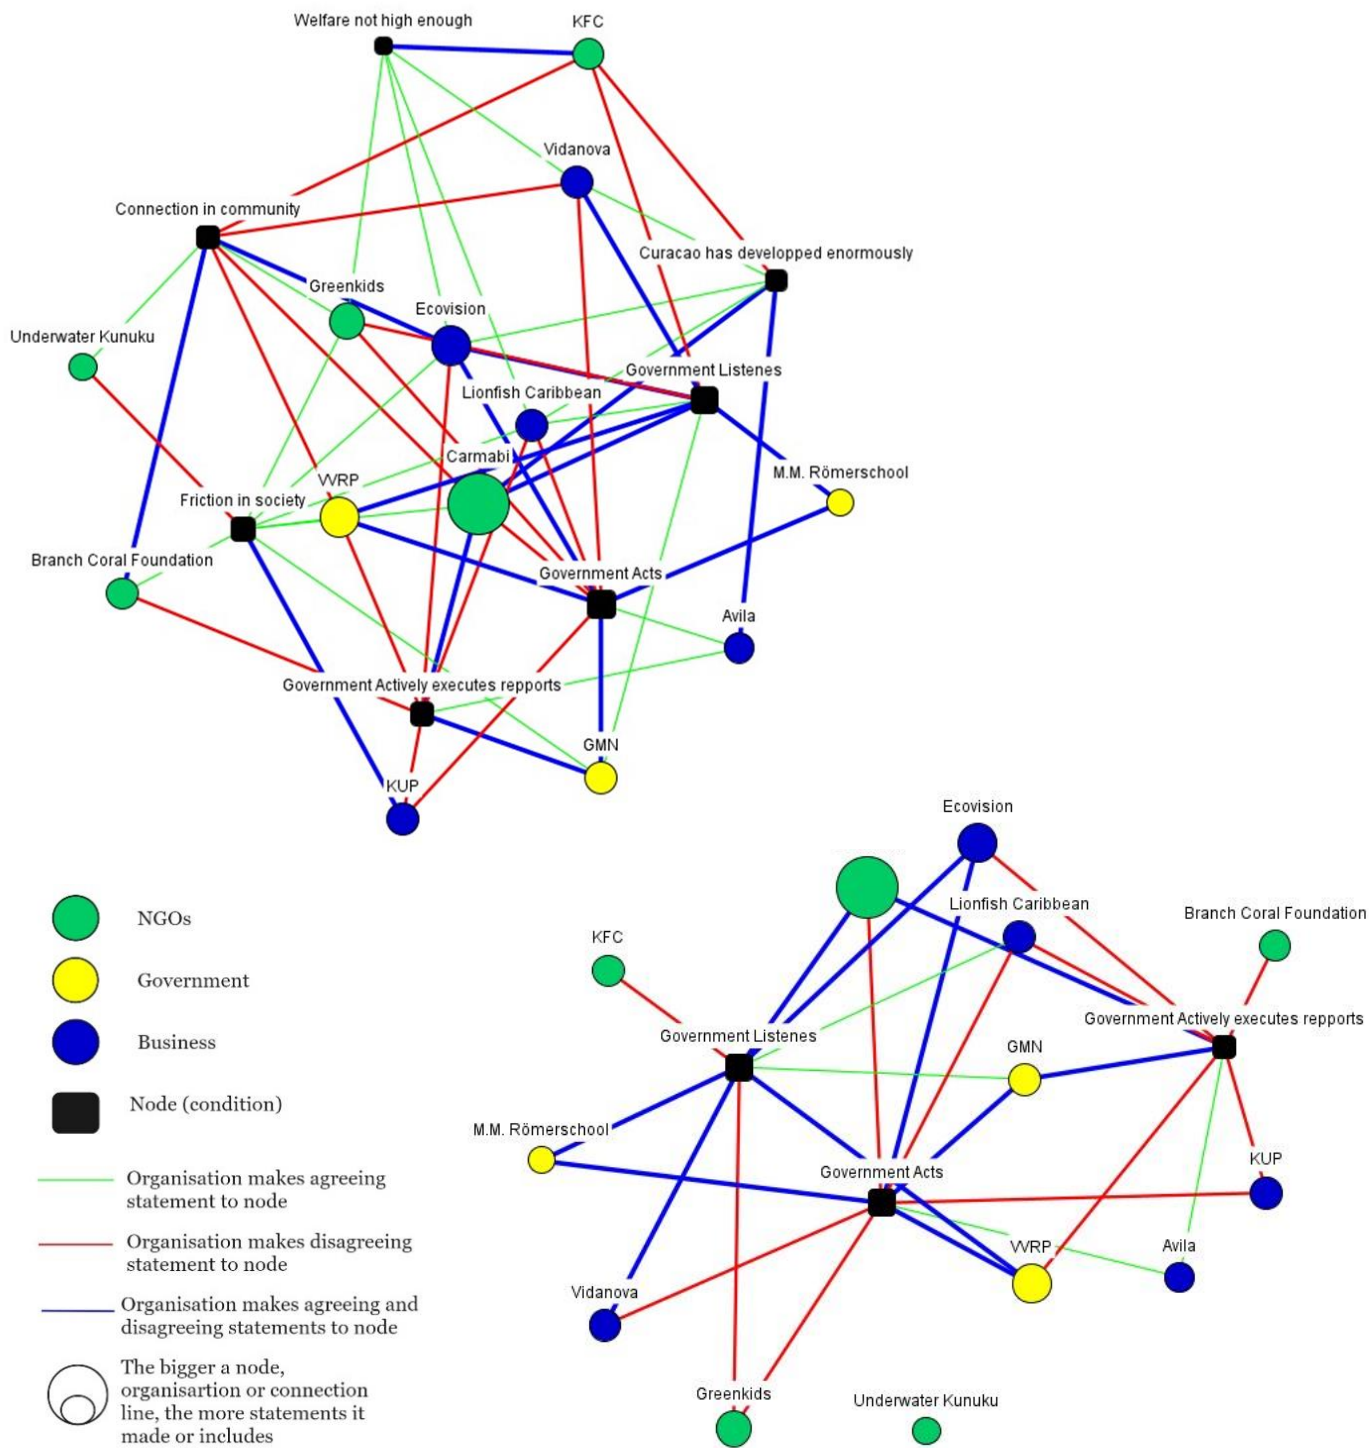 Welfare not high enough
KFC
Vidanova
Connection in community
Curacao has developped enormously
Greenkids
Ecovision
Underwater Kunuku
Government Listenes
Lionfish Caribbean
Carmabi
M.M. Römerschool
VVRP
Friction in society
Branch Coral Foundation
Government Acts
Avila
Government Actively executes repports
GMN
KUP
Ecovision
Lionfish Caribbean
Branch Coral Foundation
KFC
Government Actively executes repports
Government Listenes
GMN
M.M. Römerschool
KUP
Government Acts
VVRP
Avila
Vidanova
Greenkids
Underwater Kunuku
NGOs
Government
Business
Node (condition)
Organisation makes agreeing
statement to node
Organisation makes disagreeing
statement to node
Organisation makes agreeing and
disagreeing statements to node
The bigger a node,
organisartion or connection
line, the more statements it
made or includes